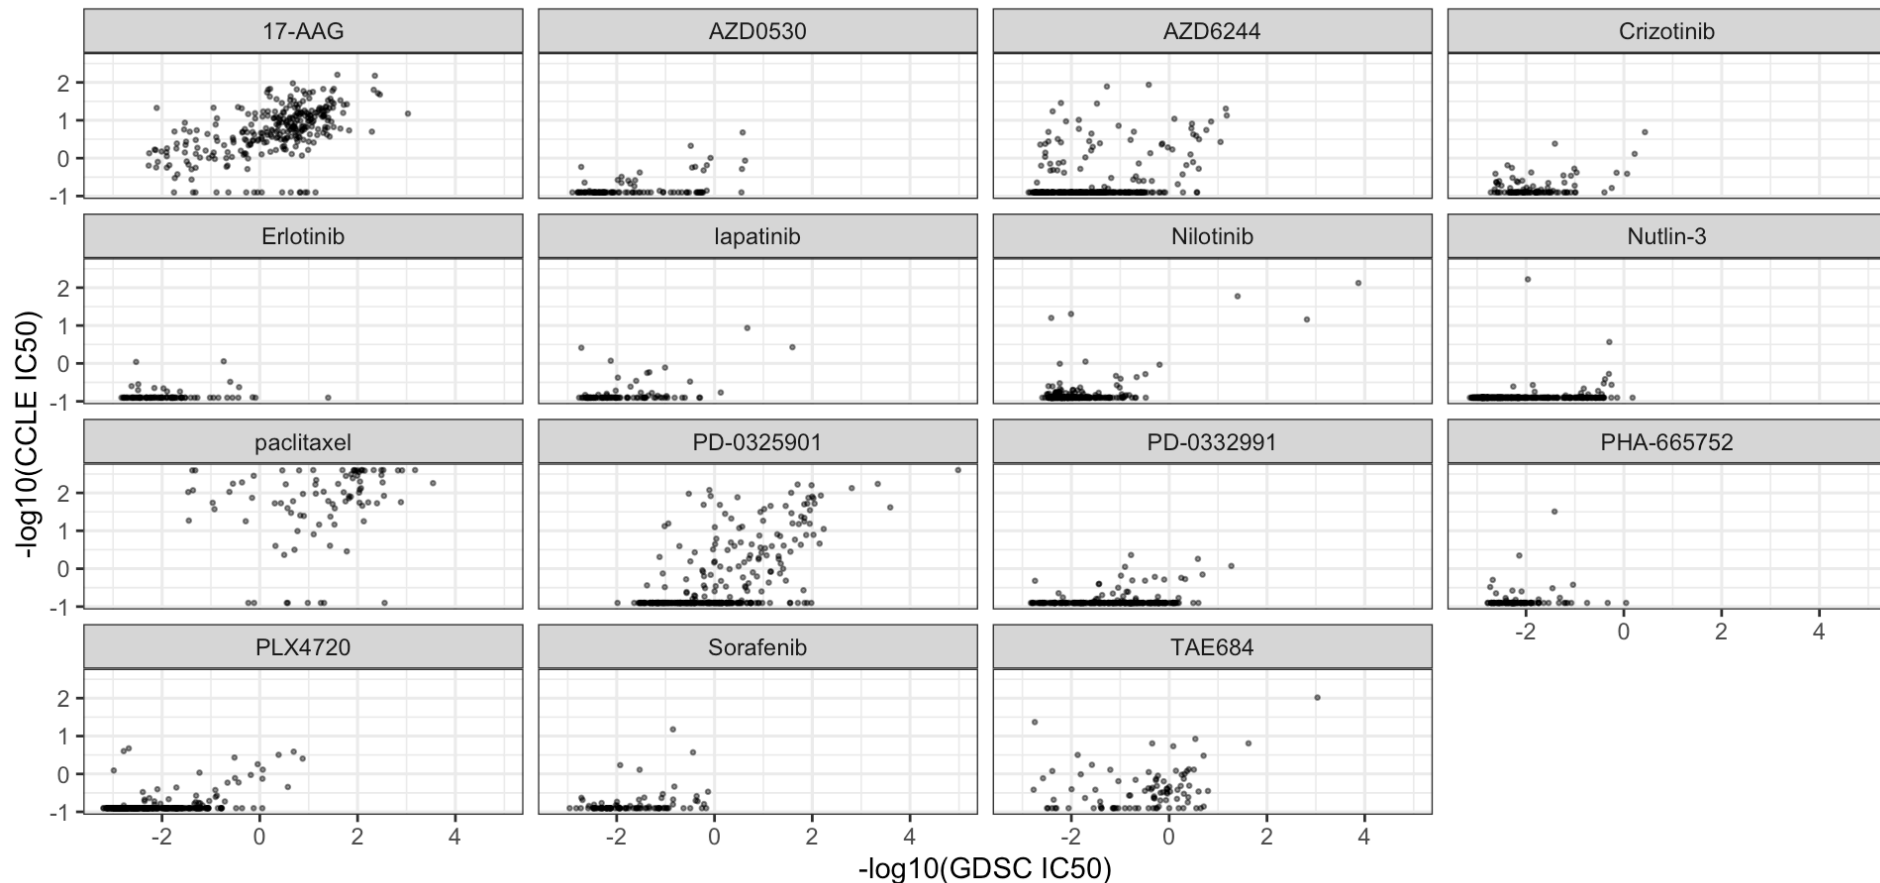 17-AAG AZD0530 AZD6244 Crizotinib
2
1
0
-1
Erlotinib lapatinib Nilotinib Nutlin-3
2
1
0
-1
paclitaxel PD-0325901 PD-0332991 PHA-665752
2
1
0
-1
-2 0 2 4
PLX4720 Sorafenib TAE684
2
1
0
-1
-2 0 2 4 -2 0 2 4 -2 0 2 4
-log10(GDSC IC50)
-log10(CCLE IC50)